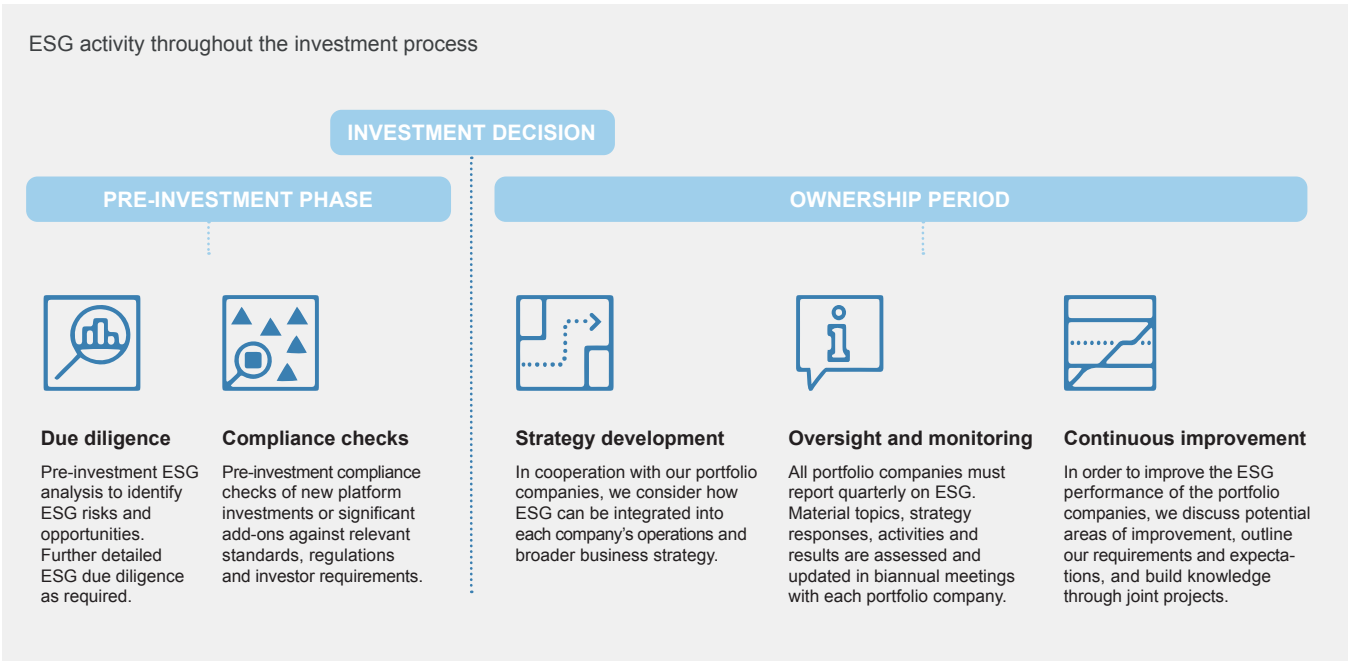 ESG activity throughout the investment process
INVESTMENT DECISION
PRE-INVESTMENT PHASE
OWNERSHIP PERIOD
Due diligence
Pre-investment ESG
analysis to identify
ESG risks and
opportunities.
Further detailed
ESG due diligence
as required.
Compliance checks
Pre-investment compliance
checks of new platform
investments or significant
add-ons against relevant
standards, regulations
and investor requirements.
Strategy development
In cooperation with our portfolio
companies, we consider how
ESG can be integrated into
each company's operations and
broader business strategy.
Oversight and monitoring
All portfolio companies must
report quarterly on ESG.
Material topics, strategy
responses, activities and
results are assessed and
updated in biannual meetings
with each portfolio company.
Continuous improvement
In order to improve the ESG
performance of the portfolio
companies, we discuss potential
areas of improvement, outline
our requirements and expecta-
tions, and build knowledge
through joint projects.